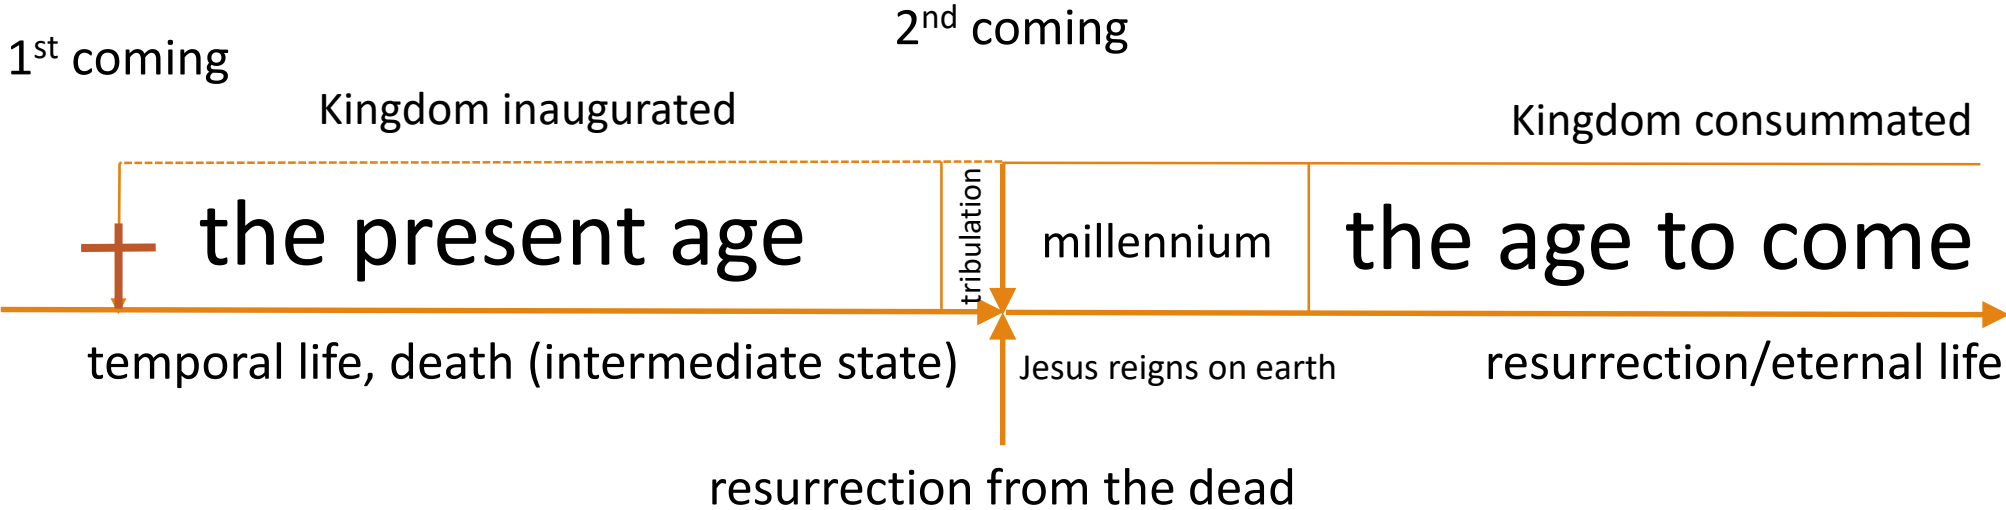 2nd coming
1st coming
Kingdom inaugurated
Kingdom consummated
the present age
tribulation
millennium
the age to come
temporal life, death (intermediate state)
Jesus reigns on earth
resurrection/eternal life
resurrection from the dead